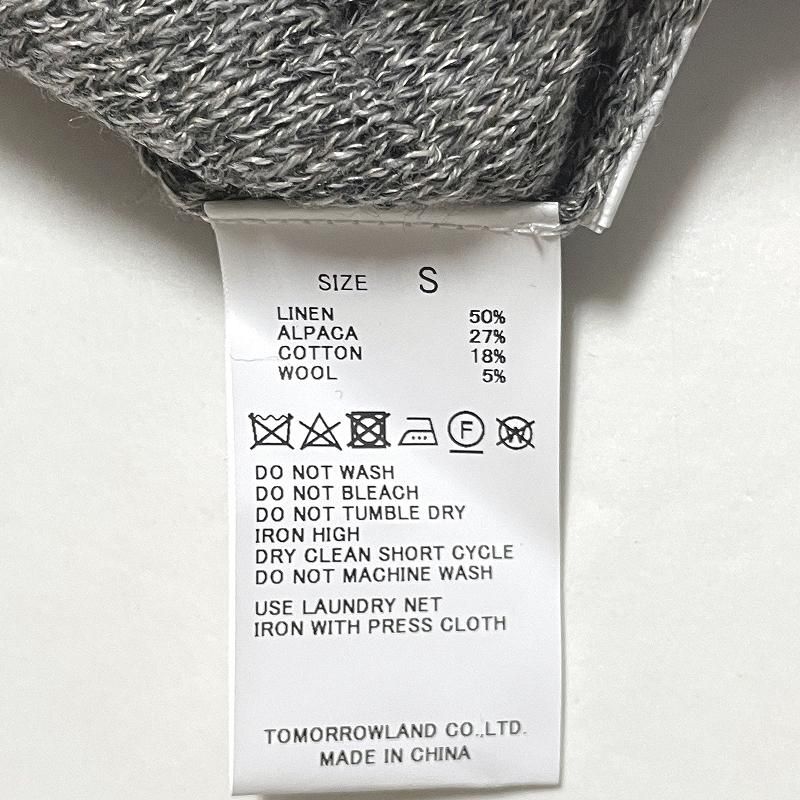 SIZE S
LINEN 50%
ALPACA 27%
COTTON 18%
WOOL 5%
F W
DO NOT WASH
DO NOT BLEACH
DO NOT TUMBLE DRY
IRON HIGH
DRY CLEAN SHORT CYCLE
DO NOT MACHINE WASH
USE LAUNDRY NET
IRON WITH PRESS CLOTH
TOMORROWLAND CO.,LTD.
MADE IN CHINA